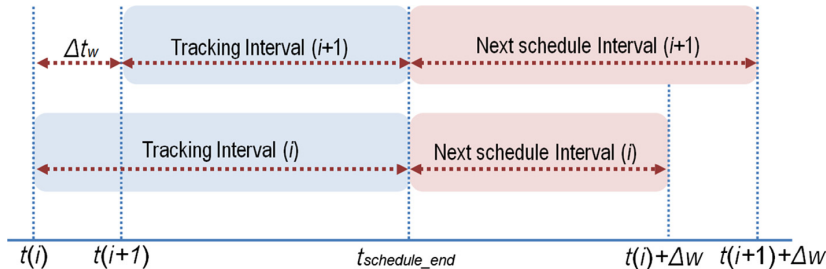 Δtw
Tracking Interval (i+1)
Next schedule Interval (i+1)
Tracking Interval (i)
Next schedule Interval (i)
t(i)
t(i+1)
tschedule_end
t(i)+ΔW
t(i+1)+ΔW